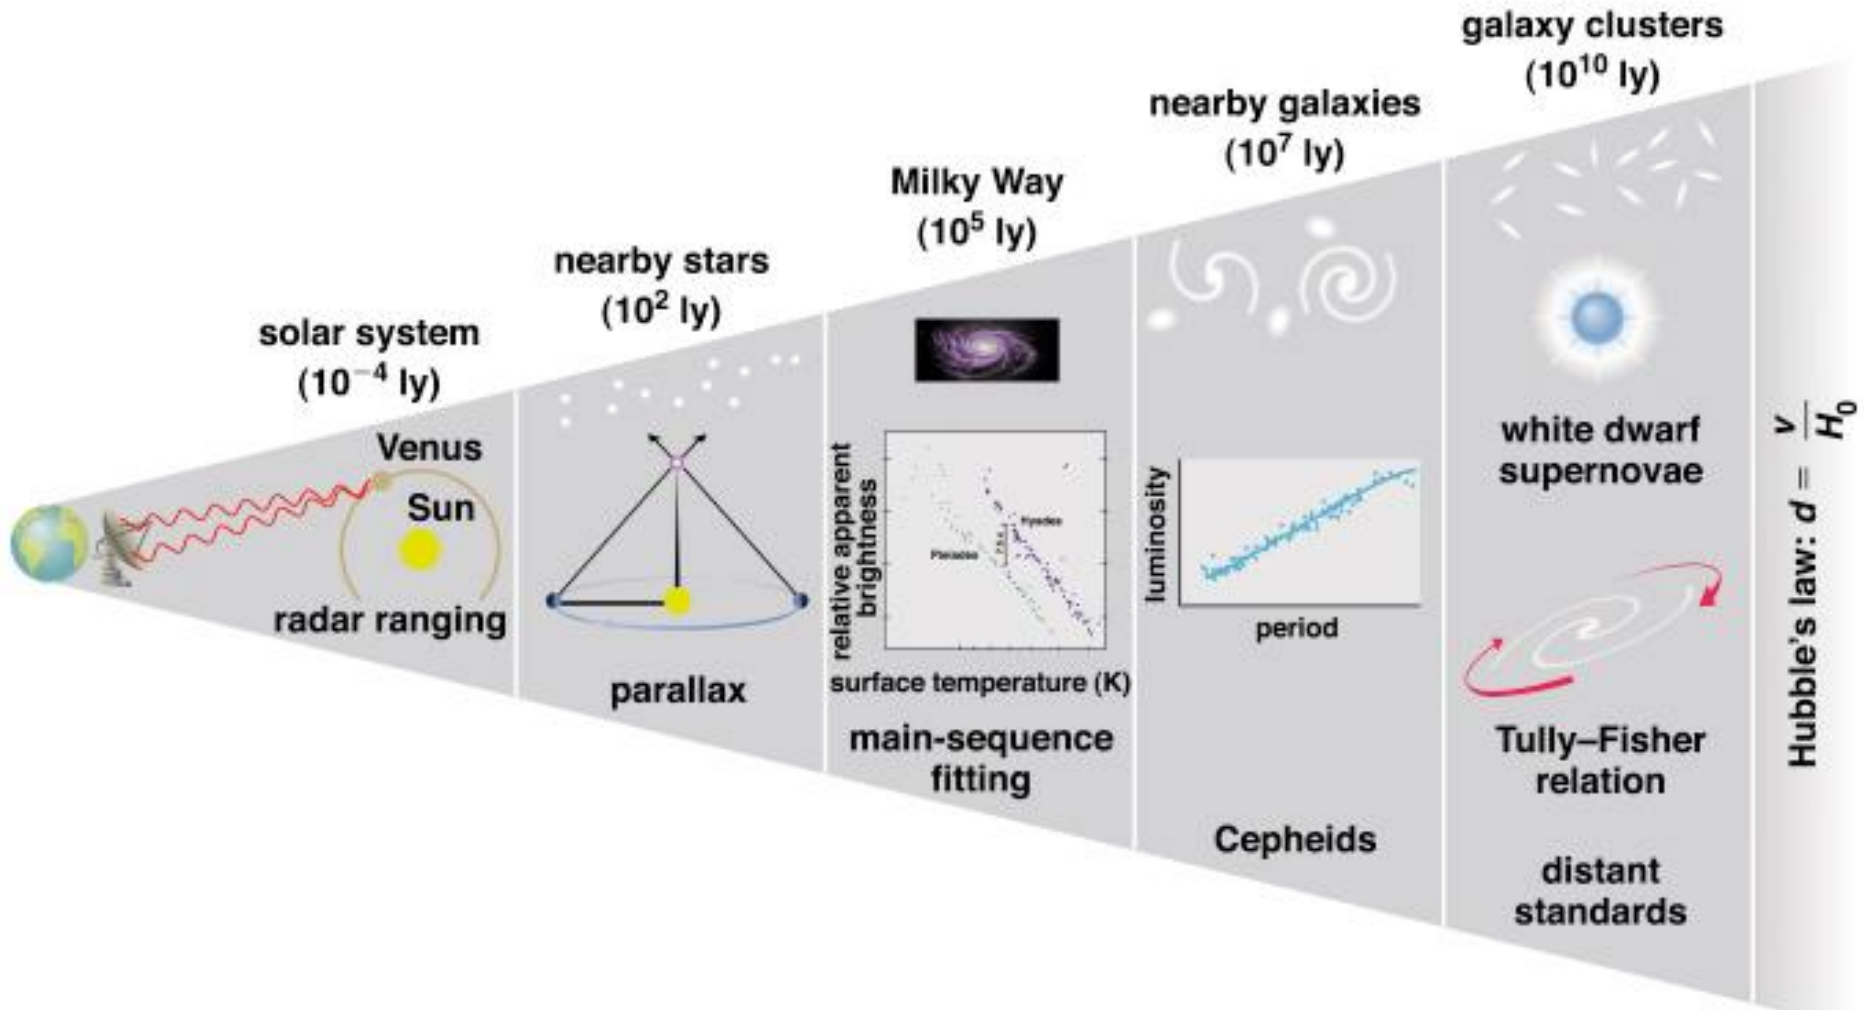 solar system
(10⁻⁴ ly)
Venus
Sun
radar ranging
nearby stars
(10² ly)
parallax
Milky Way
(10⁵ ly)
relative apparent
brightness
Hyades
Pleiades
surface temperature (K)
main-sequence
fitting
nearby galaxies
(10⁷ ly)
luminosity
period
Cepheids
galaxy clusters
(10¹⁰ ly)
white dwarf
supernovae
Tully–Fisher
relation
distant
standards
Hubble's law: d = v/H₀